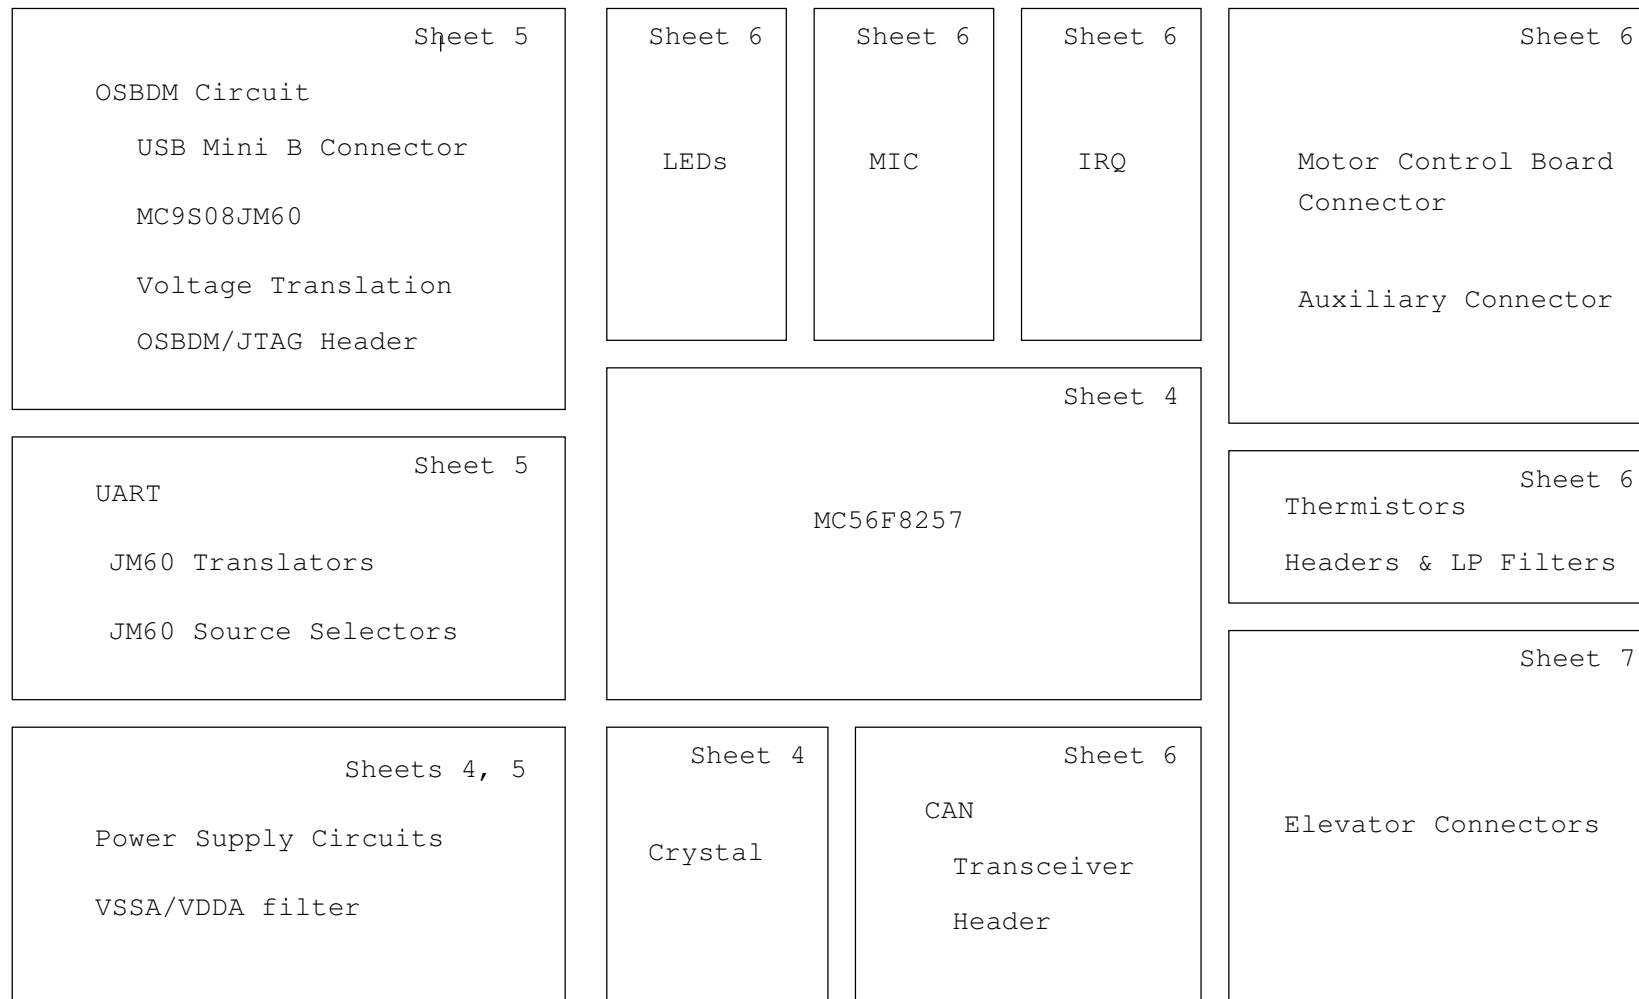 Sheet 5
OSBDM Circuit
USB Mini B Connector
MC9S08JM60
Voltage Translation
OSBDM/JTAG Header
Sheet 6
LEDs
Sheet 6
MIC
Sheet 6
IRQ
Sheet 6
Motor Control Board
Connector
Auxiliary Connector
Sheet 5
UART
JM60 Translators
JM60 Source Selectors
Sheet 4
MC56F8257
Sheet 6
Thermistors
Headers & LP Filters
Sheets 4, 5
Power Supply Circuits
VSSA/VDDA filter
Sheet 4
Crystal
Sheet 6
CAN
Transceiver
Header
Sheet 7
Elevator Connectors